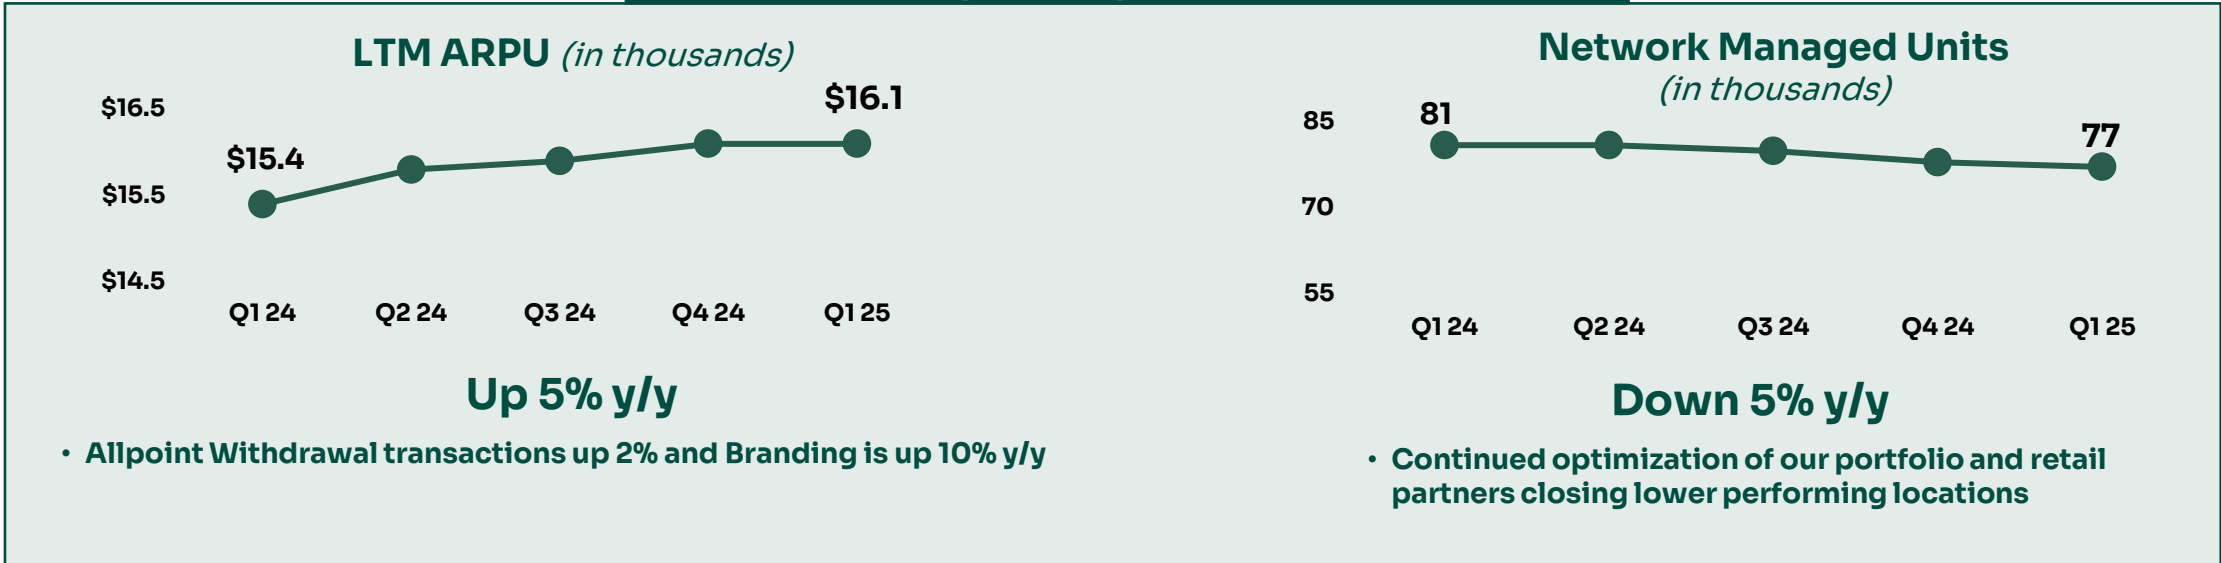 LTM ARPU (in thousands)
$16.5
$15.5
$14.5
$15.4
$16.1
Q1 24
Q2 24
Q3 24
Q4 24
Q1 25
Up 5% y/y
• Allpoint Withdrawal transactions up 2% and Branding is up 10% y/y
Network Managed Units
(in thousands)
85
70
55
81
77
Q1 24
Q2 24
Q3 24
Q4 24
Q1 25
Down 5% y/y
• Continued optimization of our portfolio and retail
partners closing lower performing locations